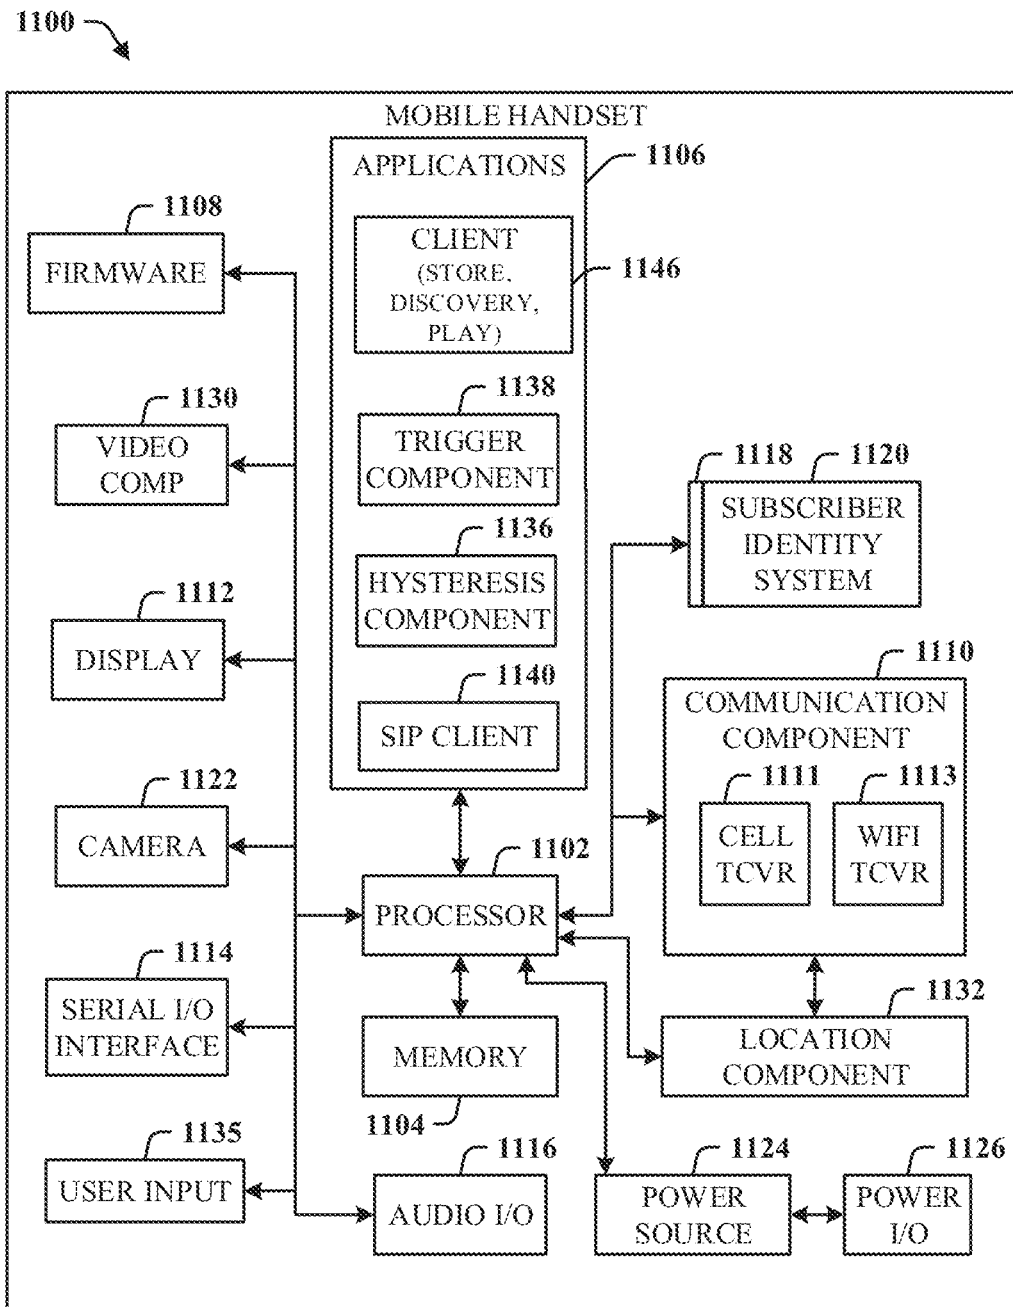 1100
MOBILE HANDSET
APPLICATIONS
1106
CLIENT
(STORE,
DISCOVERY,
PLAY)
1146
1138
TRIGGER
COMPONENT
1136
HYSTERESIS
COMPONENT
1140
SIP CLIENT
1108
FIRMWARE
1130
VIDEO
COMP
1112
DISPLAY
1122
CAMERA
1114
SERIAL I/O
INTERFACE
1135
USER INPUT
1102
PROCESSOR
MEMORY
1104
1116
AUDIO I/O
1118
1120
SUBSCRIBER
IDENTITY
SYSTEM
1110
COMMUNICATION
COMPONENT
1111
CELL
TCVR
1113
WIFI
TCVR
1132
LOCATION
COMPONENT
1124
POWER
SOURCE
1126
POWER
I/O